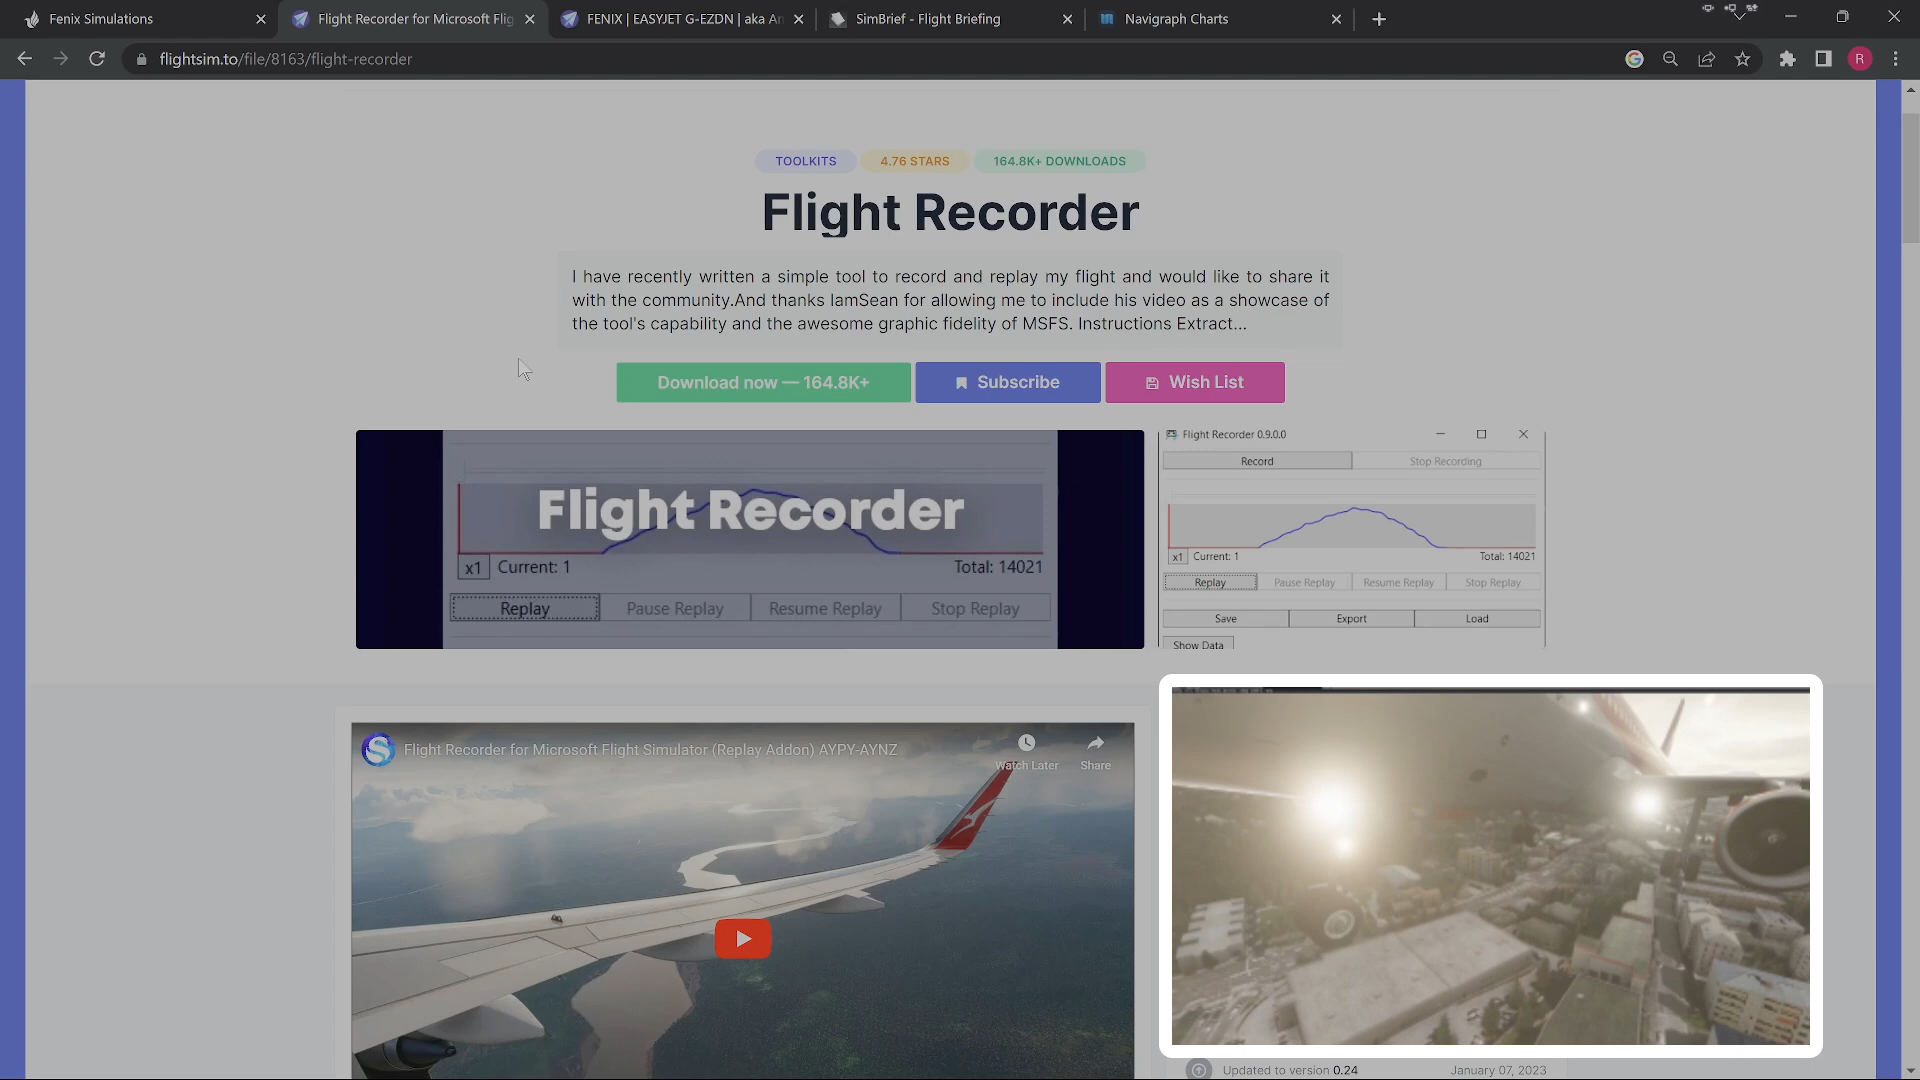 Fenix Simulations
Flight Recorder for Microsoft Flig
FENIX | EASYJET G-EZDN | aka An
SimBrief - Flight Briefing
Navigraph Charts
flightsim.to/file/8163/flight-recorder
R
TOOLKITS
4.76 STARS
164.8K+ DOWNLOADS
Flight Recorder
I have recently written a simple tool to record and replay my flight and would like to share it
with the community.And thanks IamSean for allowing me to include his video as a showcase of
the tool's capability and the awesome graphic fidelity of MSFS. Instructions Extract...
Download now — 164.8K+
Subscribe
Wish List
Flight Recorder
x1 Current: 1
Total: 14021
Replay
Pause Replay
Resume Replay
Stop Replay
Flight Recorder 0.9.0.0
Record
Stop Recording
x1 Current: 1
Total: 14021
Replay
Pause Replay
Resume Replay
Stop Replay
Save
Export
Load
Show Data
Flight Recorder for Microsoft Flight Simulator (Replay Addon) AYPY-AYNZ
Watch Later
Share
Updated to version 0.24
January 07, 2023